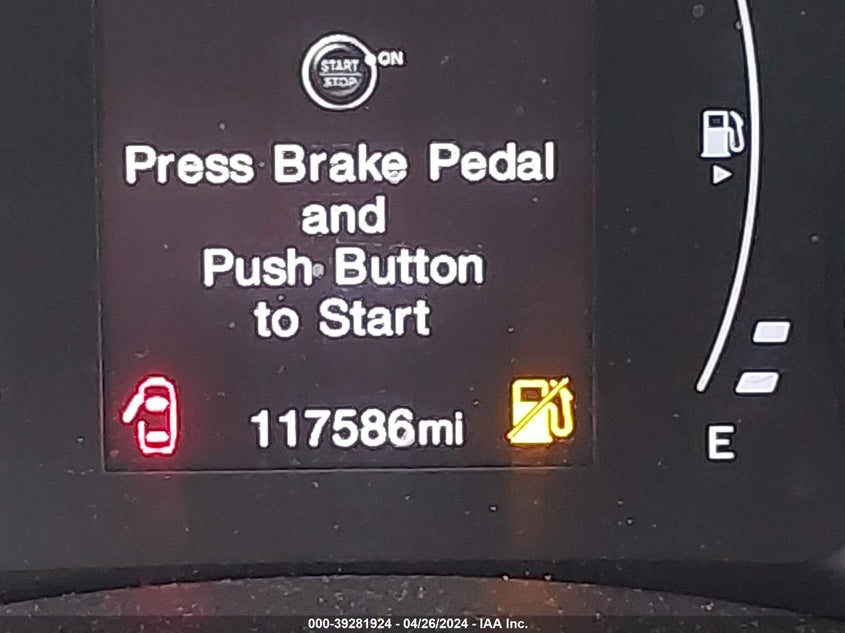 START
STOP
ON
Press Brake Pedal
and
Push Button
to Start
117586mi
E
000-39281924 - 04/26/2024 - IAA Inc.